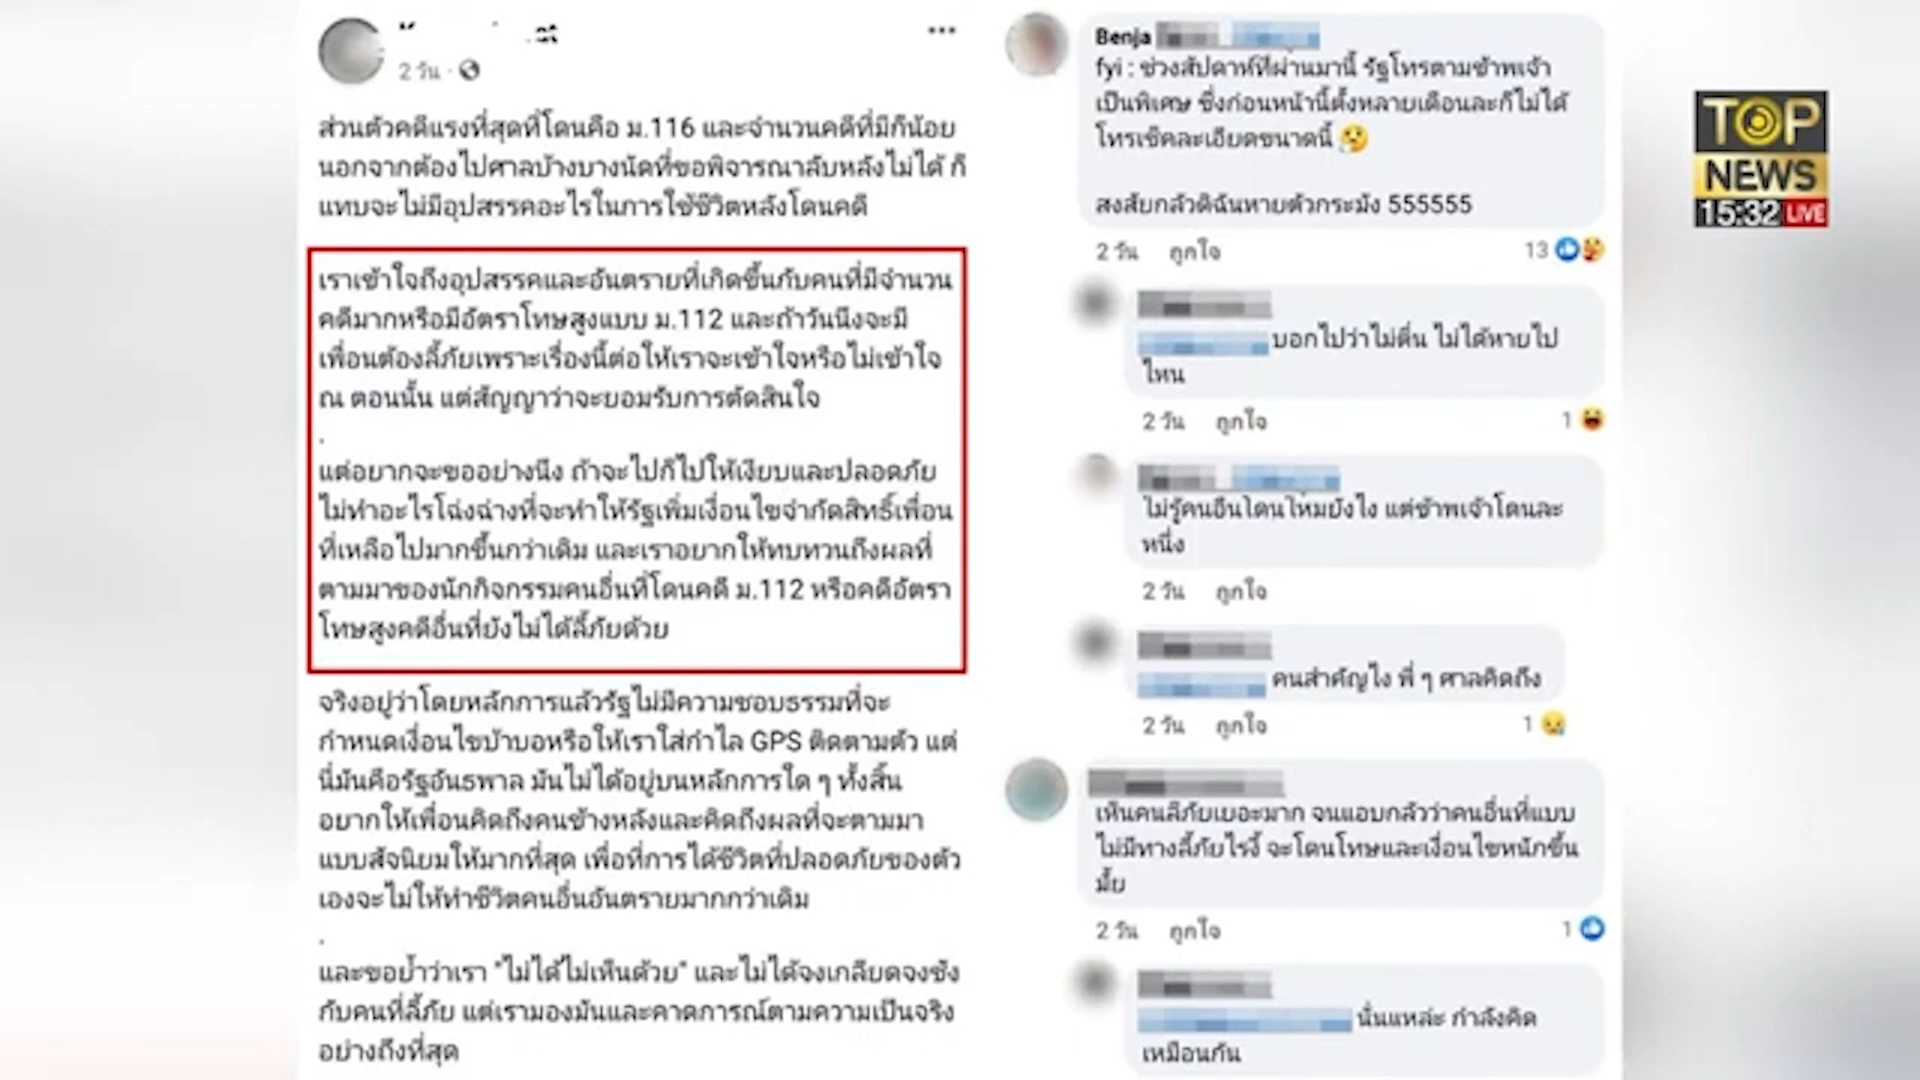 2 วัน
ส่วนตัวคดีแรงที่สุดที่โดนคือ ม.116 และจำนวนคดีที่มีก็น้อย
นอกจากต้องไปศาลบ้างบางนัดที่ขอพิจารณาลับหลังไม่ได้ ก็
แทบจะไม่มีอุปสรรคอะไรในการใช้ชีวิตหลังโดนคดี
เราเข้าใจถึงอุปสรรคและอันตรายที่เกิดขึ้นกับคนที่มีจำนวน
คดีมากหรือมีอัตราโทษสูงแบบ ม.112 และถ้าวันนึงจะมี
เพื่อนต้องลี้ภัยเพราะเรื่องนี้ต่อให้เราจะเข้าใจหรือไม่เข้าใจ
ณ ตอนนั้น แต่สัญญาว่าจะยอมรับการตัดสินใจ
.
แต่อยากจะขออย่างนึง ถ้าจะไปก็ไปให้เงียบและปลอดภัย
ไม่ทำอะไรโฉ่งฉ่างที่จะทำให้รัฐเพิ่มเงื่อนไขจำกัดสิทธิ์เพื่อน
ที่เหลือไปมากขึ้นกว่าเดิม และเราอยากให้ทบทวนถึงผลที่
ตามมาของนักกิจกรรมคนอื่นที่โดนคดี ม.112 หรือคดีอัตรา
โทษสูงคดีอื่นที่ยังไม่ได้ลี้ภัยด้วย
จริงอยู่ว่าโดยหลักการแล้วรัฐไม่มีความชอบธรรมที่จะ
กำหนดเงื่อนไขบ้าบอหรือให้เราใส่กำไล GPS ติดตามตัว แต่
นี่มันคือรัฐอันธพาล มันไม่ได้อยู่บนหลักการใด ๆ ทั้งสิ้น
อยากให้เพื่อนคิดถึงคนข้างหลังและคิดถึงผลที่จะตามมา
แบบสัจนิยมให้มากที่สุด เพื่อที่การได้ชีวิตที่ปลอดภัยของตัว
เองจะไม่ให้ทำชีวิตคนอื่นอันตรายมากกว่าเดิม
.
และขอย้ำว่าเรา "ไม่ได้ไม่เห็นด้วย" และไม่ได้จงเกลียดจงชัง
กับคนที่ลี้ภัย แต่เรามองมันและคาดการณ์ตามความเป็นจริง
อย่างถึงที่สุด
Benja
fyi : ช่วงสัปดาห์ที่ผ่านมานี้ รัฐโทรตามข้าพเจ้า
เป็นพิเศษ ซึ่งก่อนหน้านี้ตั้งหลายเดือนละก็ไม่ได้
โทรเช็คละเอียดขนาดนี้ 🤔
สงสัยกลัวดิฉันหายตัวกระมัง 555555
2 วัน ถูกใจ 13
บอกไปว่าไม่ตื่น ไม่ได้หายไป
ไหน
2 วัน ถูกใจ 1
ไม่รู้คนอื่นโดนไหมยังไง แต่ข้าพเจ้าโดนละ
หนึ่ง
2 วัน ถูกใจ
คนสำคัญไง พี่ ๆ ศาลคิดถึง
2 วัน ถูกใจ 1
เห็นคนลี้ภัยเยอะมาก จนแอบกลัวว่าคนอื่นที่แบบ
ไม่มีทางลี้ภัยไรงี้ จะโดนโทษและเงื่อนไขหนักขึ้น
มั้ย
2 วัน ถูกใจ 1
นั่นแหล่ะ กำลังคิด
เหมือนกัน
TOP
NEWS
15:32 LIVE